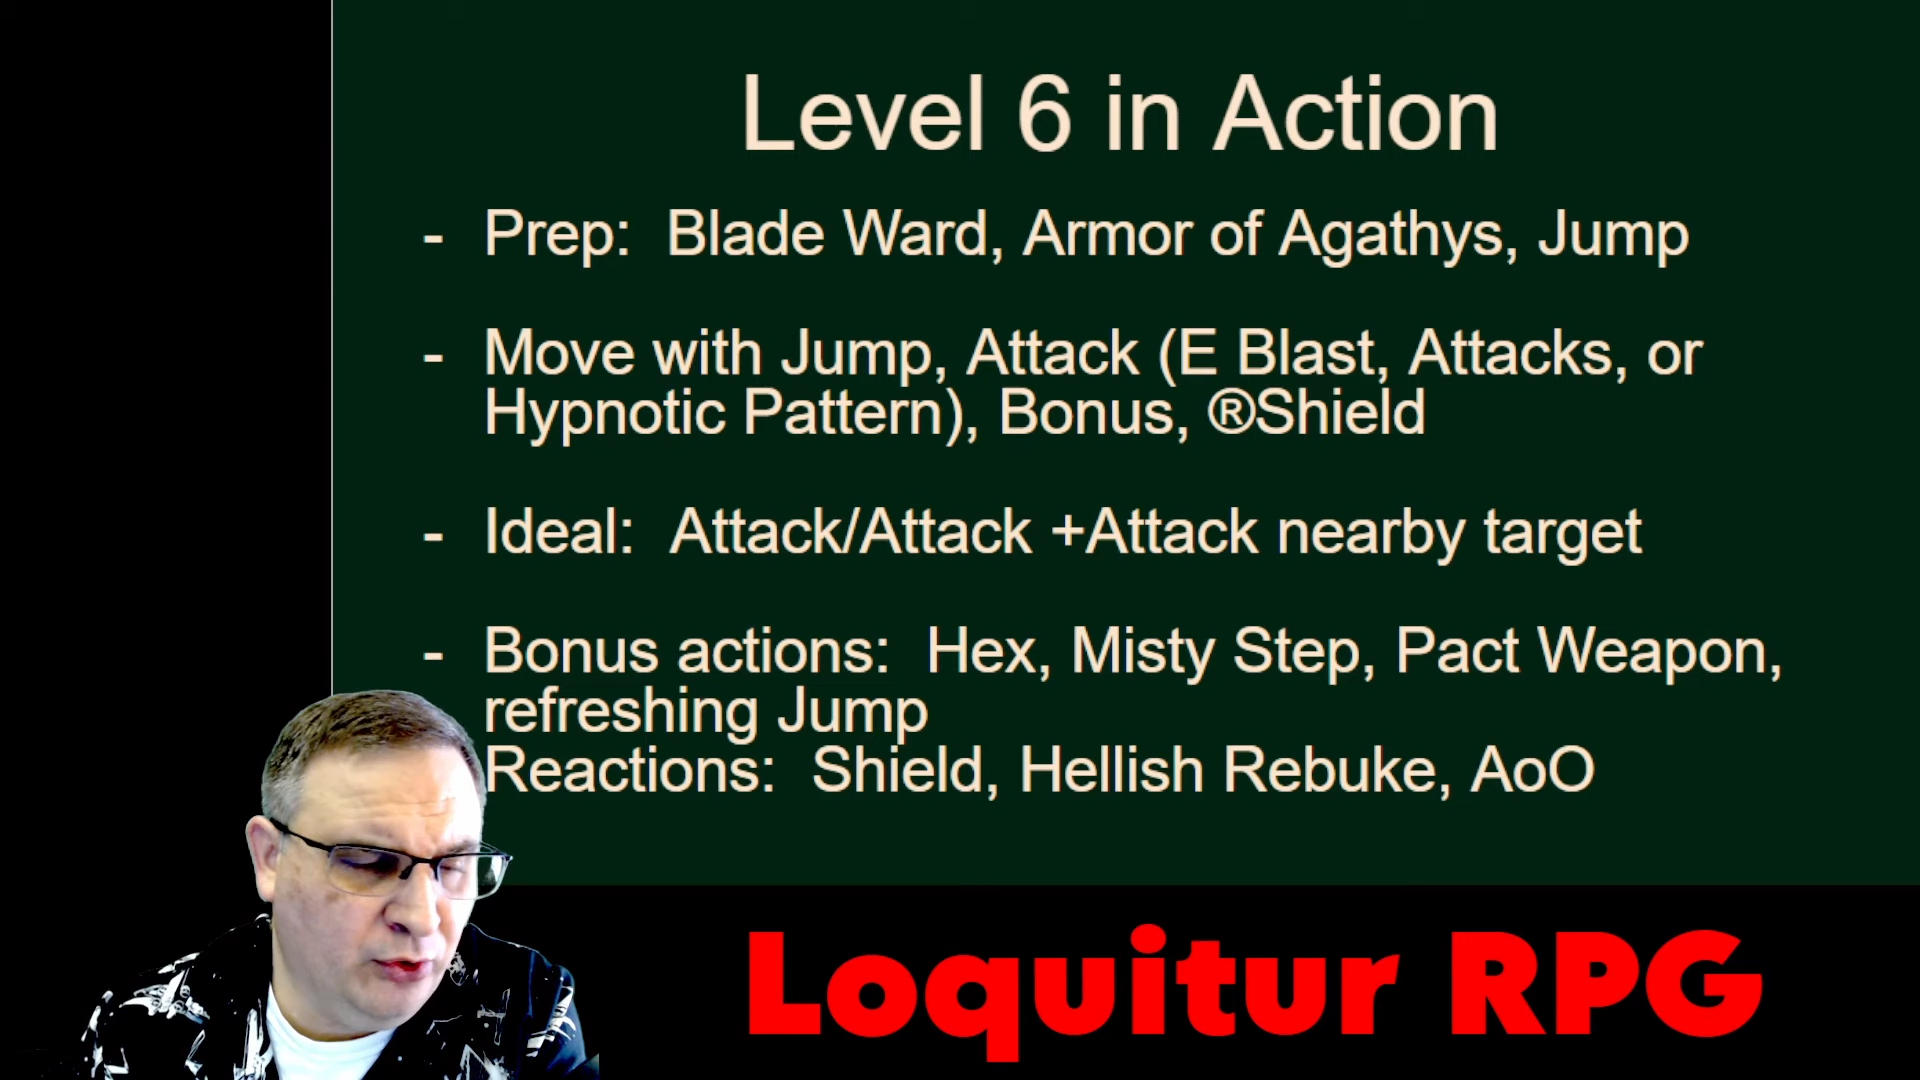 Level 6 in Action
- Prep: Blade Ward, Armor of Agathys, Jump
- Move with Jump, Attack (E Blast, Attacks, or
Hypnotic Pattern), Bonus, ®Shield
- Ideal: Attack/Attack +Attack nearby target
- Bonus actions: Hex, Misty Step, Pact Weapon,
refreshing Jump
Reactions: Shield, Hellish Rebuke, AoO
Loquitur RPG